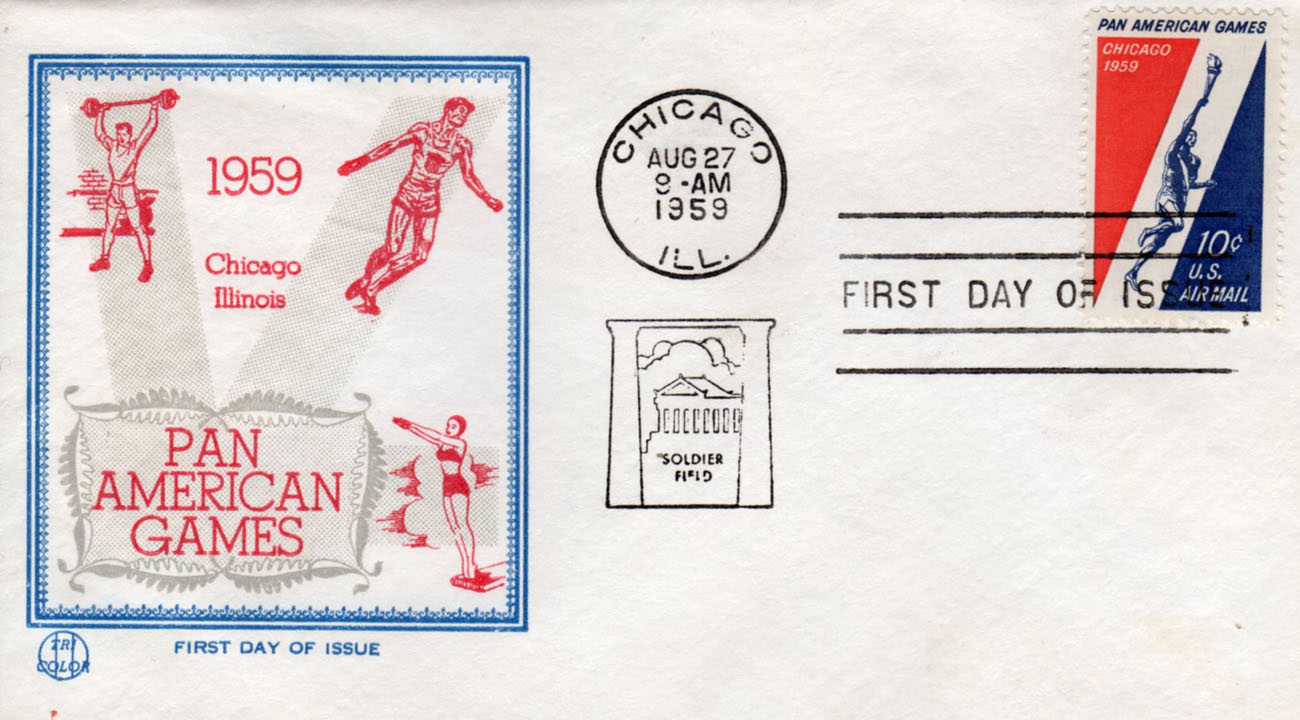 1959
Chicago
Illinois
PAN
AMERICAN
GAMES
TRI
COLOR
FIRST DAY OF ISSUE
CHICAGO
AUG 27
9-AM
1959
ILL.
SOLDIER
FIELD
FIRST DAY OF ISSUE
PAN AMERICAN GAMES
CHICAGO
1959
10¢
U.S.
AIR MAIL